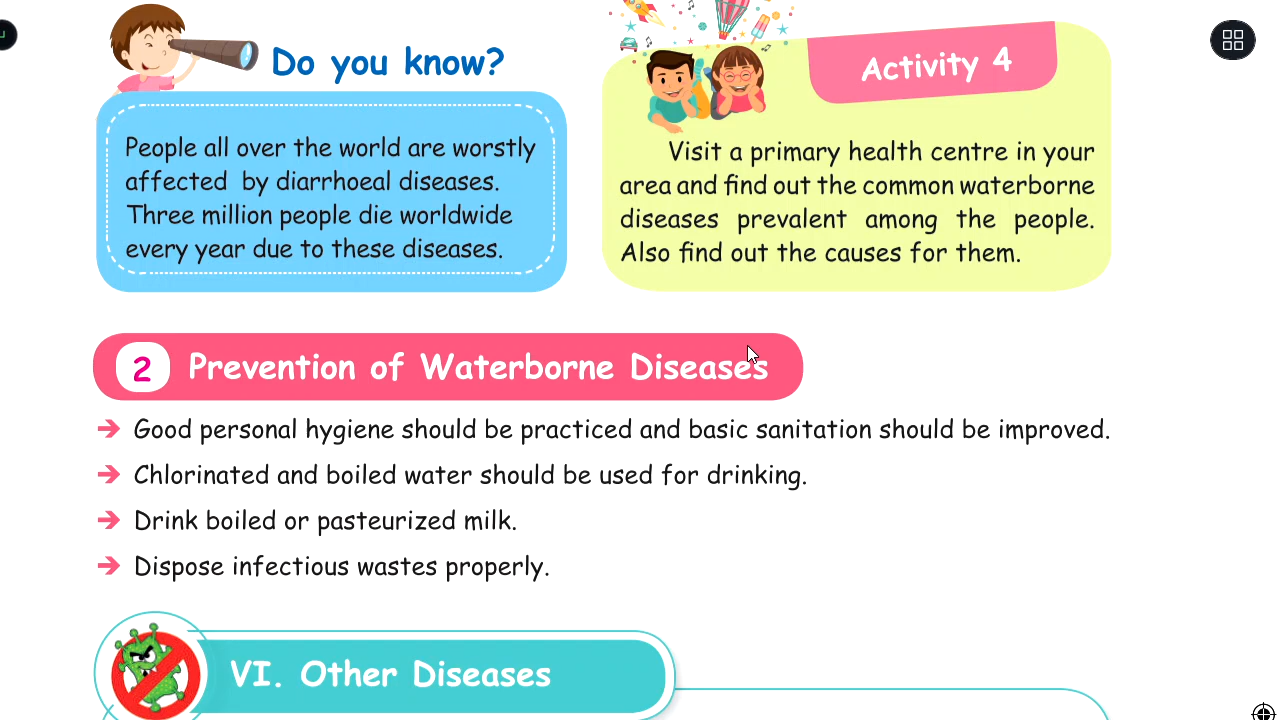 Do you know?
People all over the world are worstly
affected by diarrhoeal diseases.
Three million people die worldwide
every year due to these diseases.
Activity 4
Visit a primary health centre in your
area and find out the common waterborne
diseases prevalent among the people.
Also find out the causes for them.
2 Prevention of Waterborne Diseases
➔ Good personal hygiene should be practiced and basic sanitation should be improved.
➔ Chlorinated and boiled water should be used for drinking.
➔ Drink boiled or pasteurized milk.
➔ Dispose infectious wastes properly.
VI. Other Diseases